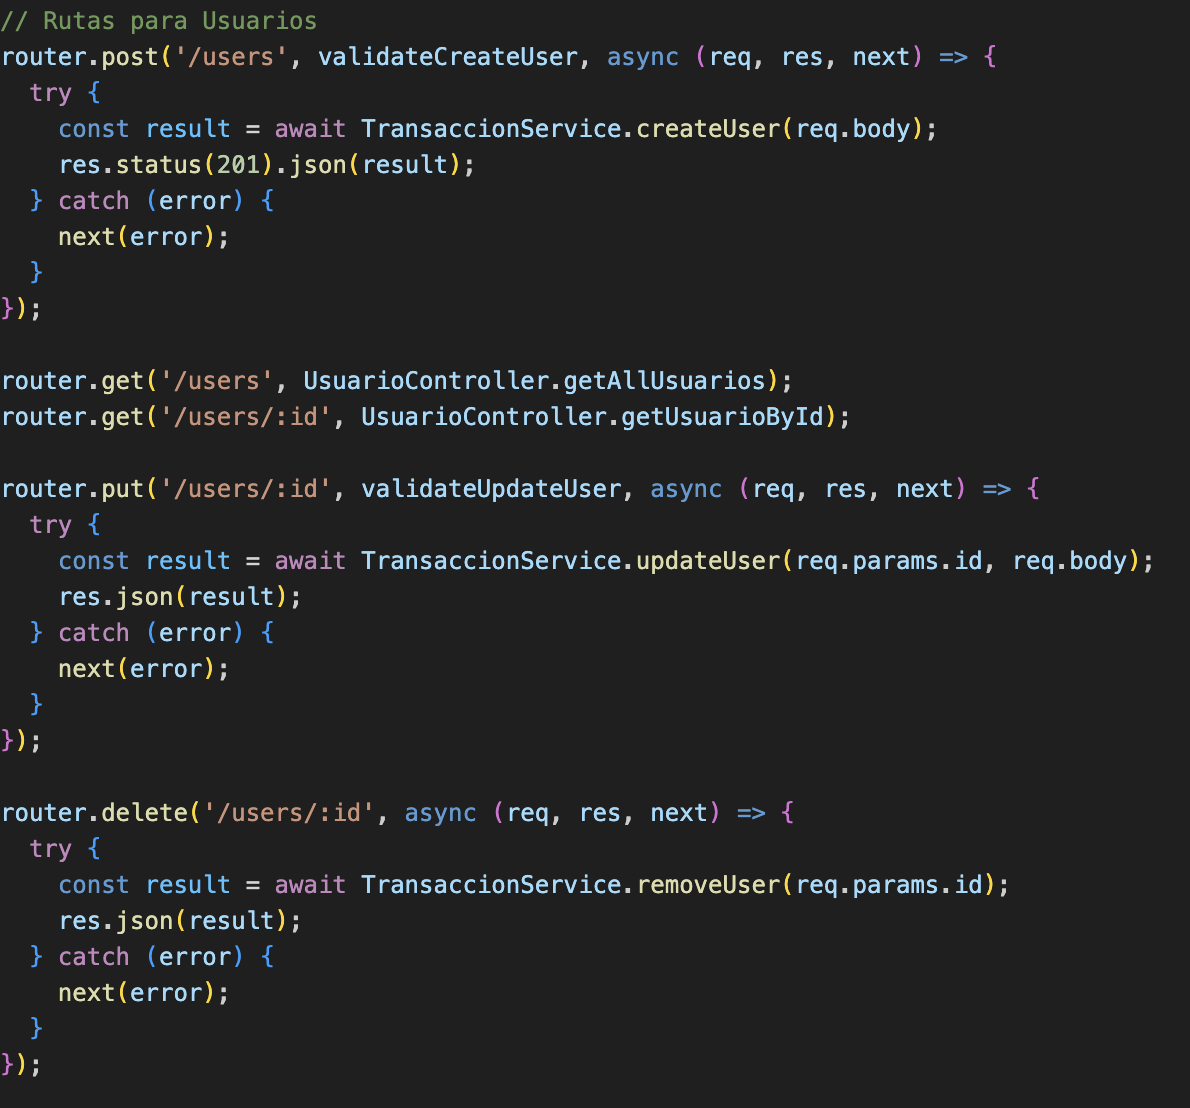 // Rutas para Usuarios
router.post('/users', validateCreateUser, async (req, res, next) => {
  try {
    const result = await TransaccionService.createUser(req.body);
    res.status(201).json(result);
  } catch (error) {
    next(error);
  }
});

router.get('/users', UsuarioController.getAllUsuarios);
router.get('/users/:id', UsuarioController.getUsuarioById);

router.put('/users/:id', validateUpdateUser, async (req, res, next) => {
  try {
    const result = await TransaccionService.updateUser(req.params.id, req.body);
    res.json(result);
  } catch (error) {
    next(error);
  }
});

router.delete('/users/:id', async (req, res, next) => {
  try {
    const result = await TransaccionService.removeUser(req.params.id);
    res.json(result);
  } catch (error) {
    next(error);
  }
});